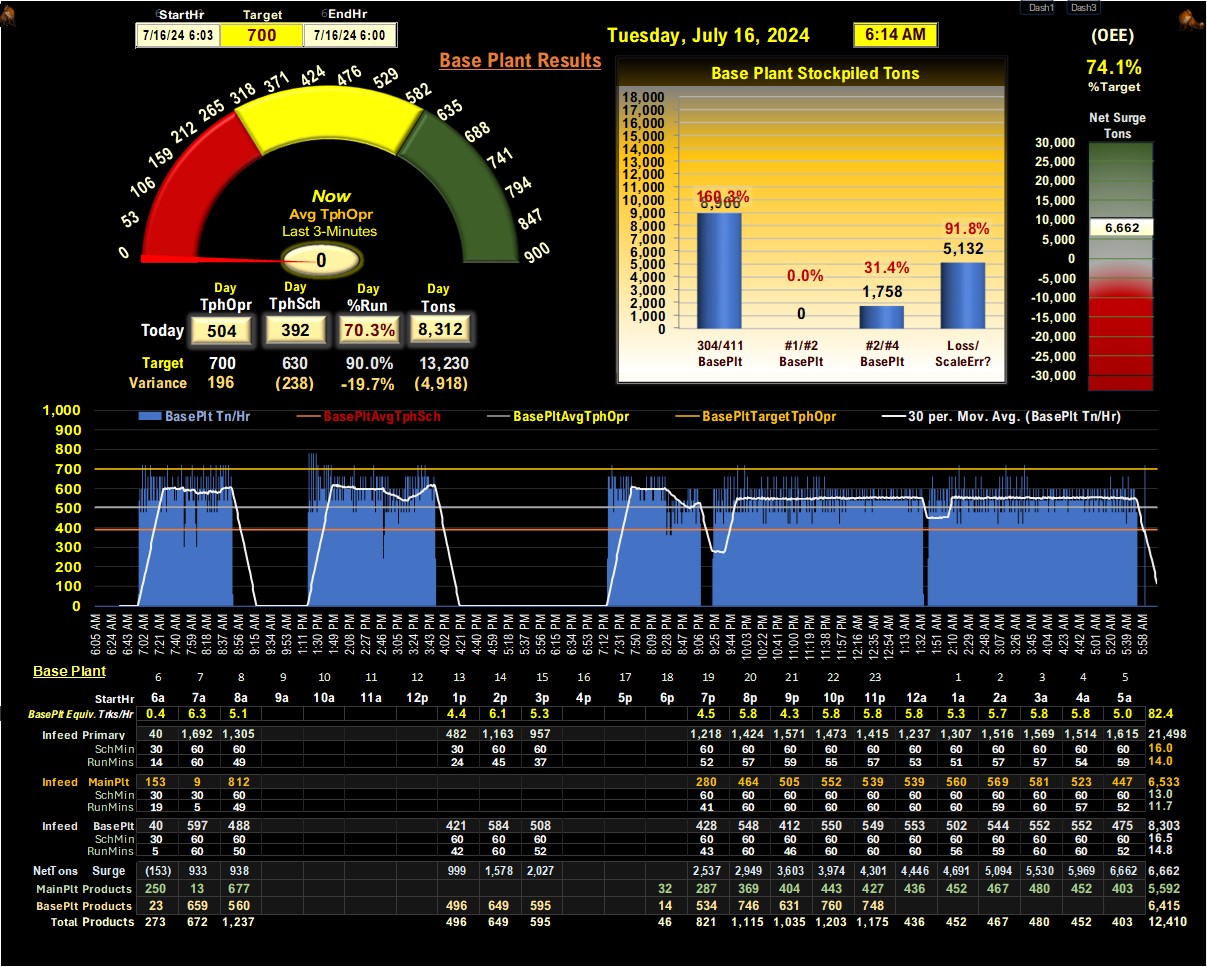 Dash1 Dash3
StartHr Target EndHr
7/16/24 6:03 700 7/16/24 6:00
Tuesday, July 16, 2024 6:14 AM
(OEE)
74.1%
%Target
Base Plant Results
0 53 106 159 212 265 318 371 424 476 529 582 635 688 741 794 847 900
Now
Avg TphOpr
Last 3-Minutes
0
Day Day Day Day
TphOpr TphSch %Run Tons
Today 504 392 70.3% 8,312
Target 700 630 90.0% 13,230
Variance 196 (238) -19.7% (4,918)
Base Plant Stockpiled Tons
18,000
17,000
16,000
15,000
14,000
13,000
12,000
11,000
10,000
9,000
8,000
7,000
6,000
5,000
4,000
3,000
2,000
1,000
0
160.3% 0.0% 31.4% 91.8%
0 1,758 5,132
304/411 #1/#2 #2/#4 Loss/
BasePlt BasePlt BasePlt ScaleErr?
Net Surge
Tons
30,000
25,000
20,000
15,000
10,000
6,662
5,000
0
-5,000
-10,000
-15,000
-20,000
-25,000
-30,000
BasePlt Tn/Hr BasePltAvgTphSch BasePltAvgTphOpr BasePltTargetTphOpr 30 per. Mov. Avg. (BasePlt Tn/Hr)
1,000
900
800
700
600
500
400
300
200
100
0
6:05 AM 6:24 AM 6:43 AM 7:02 AM 7:21 AM 7:40 AM 7:59 AM 8:18 AM 8:37 AM 8:56 AM 9:15 AM 9:34 AM 9:53 AM 1:11 PM 1:30 PM 1:49 PM 2:08 PM 2:27 PM 2:46 PM 3:05 PM 3:24 PM 3:43 PM 4:21 PM 4:40 PM 4:59 PM 5:18 PM 5:37 PM 5:56 PM 6:15 PM 6:34 PM 6:53 PM 7:12 PM 7:31 PM 7:50 PM 8:09 PM 8:28 PM 8:47 PM 9:06 PM 9:25 PM 9:44 PM 10:03 PM 10:22 PM 10:41 PM 11:00 PM 11:19 PM 11:38 PM 11:57 PM 12:16 AM 12:35 AM 12:54 AM 1:13 AM 1:32 AM 1:51 AM 2:10 AM 2:29 AM 2:48 AM 3:07 AM 3:26 AM 3:45 AM 4:04 AM 4:23 AM 4:42 AM 5:01 AM 5:20 AM 5:39 AM 5:58 AM
Base Plant
6 7 8 9 10 11 12 13 14 15 16 17 18 19 20 21 22 23 1 2 3 4 5
StartHr 6a 7a 8a 9a 10a 11a 12p 1p 2p 3p 4p 5p 6p 7p 8p 9p 10p 11p 12a 1a 2a 3a 4a 5a
BasePlt Equiv. Trks/Hr 0.4 6.3 5.1 4.4 6.1 5.3 4.5 5.8 4.3 5.8 5.8 5.8 5.3 5.7 5.8 5.8 5.0 82.4
Infeed Primary 40 1,692 1,305 482 1,163 957 1,218 1,424 1,571 1,473 1,415 1,237 1,307 1,516 1,569 1,514 1,615 21,498
SchMin 30 60 60 30 60 60 60 60 60 60 60 60 60 60 60 60 60 16.0
RunMins 14 60 49 24 45 37 52 57 59 55 57 53 51 57 57 54 59 14.0
Infeed MainPlt 153 9 812 280 464 505 552 539 539 560 569 581 523 447 6,533
SchMin 30 30 60 60 60 60 60 60 60 60 60 60 60 60 13.0
RunMins 19 5 49 41 60 60 60 60 60 60 59 60 57 52 11.7
Infeed BasePlt 40 597 488 421 584 508 428 548 412 550 549 553 502 544 552 552 475 8,303
SchMin 30 60 60 60 60 60 60 60 60 60 60 60 60 60 60 60 60 16.5
RunMins 5 60 50 42 60 52 43 60 46 60 60 60 56 59 60 60 52 14.8
NetTons Surge (153) 933 938 999 1,578 2,027 2,537 2,949 3,603 3,974 4,301 4,446 4,691 5,094 5,530 5,969 6,662 6,662
MainPlt Products 250 13 677 32 287 369 404 443 427 436 452 467 480 452 403 5,592
BasePlt Products 23 659 560 496 649 595 14 534 746 631 760 748 6,415
Total Products 273 672 1,237 496 649 595 46 821 1,115 1,035 1,203 1,175 436 452 467 480 452 403 12,410